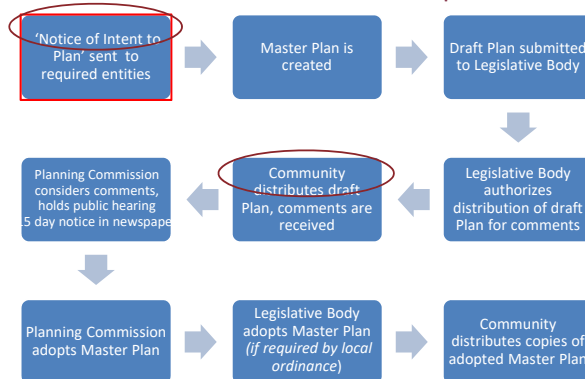 'Notice of Intent to
Plan' sent to
required entities
Master Plan is
created
Draft Plan submitted
to Legislative Body
Legislative Body
authorizes
distribution of draft
Plan for comments
Community
distributes draft
Plan, comments are
received
Planning Commission
considers comments,
holds public hearing
5 day notice in newspape
Planning Commission
adopts Master Plan
Legislative Body
adopts Master Plan
(if required by local
ordinance)
Community
distributes copies of
adopted Master Plan